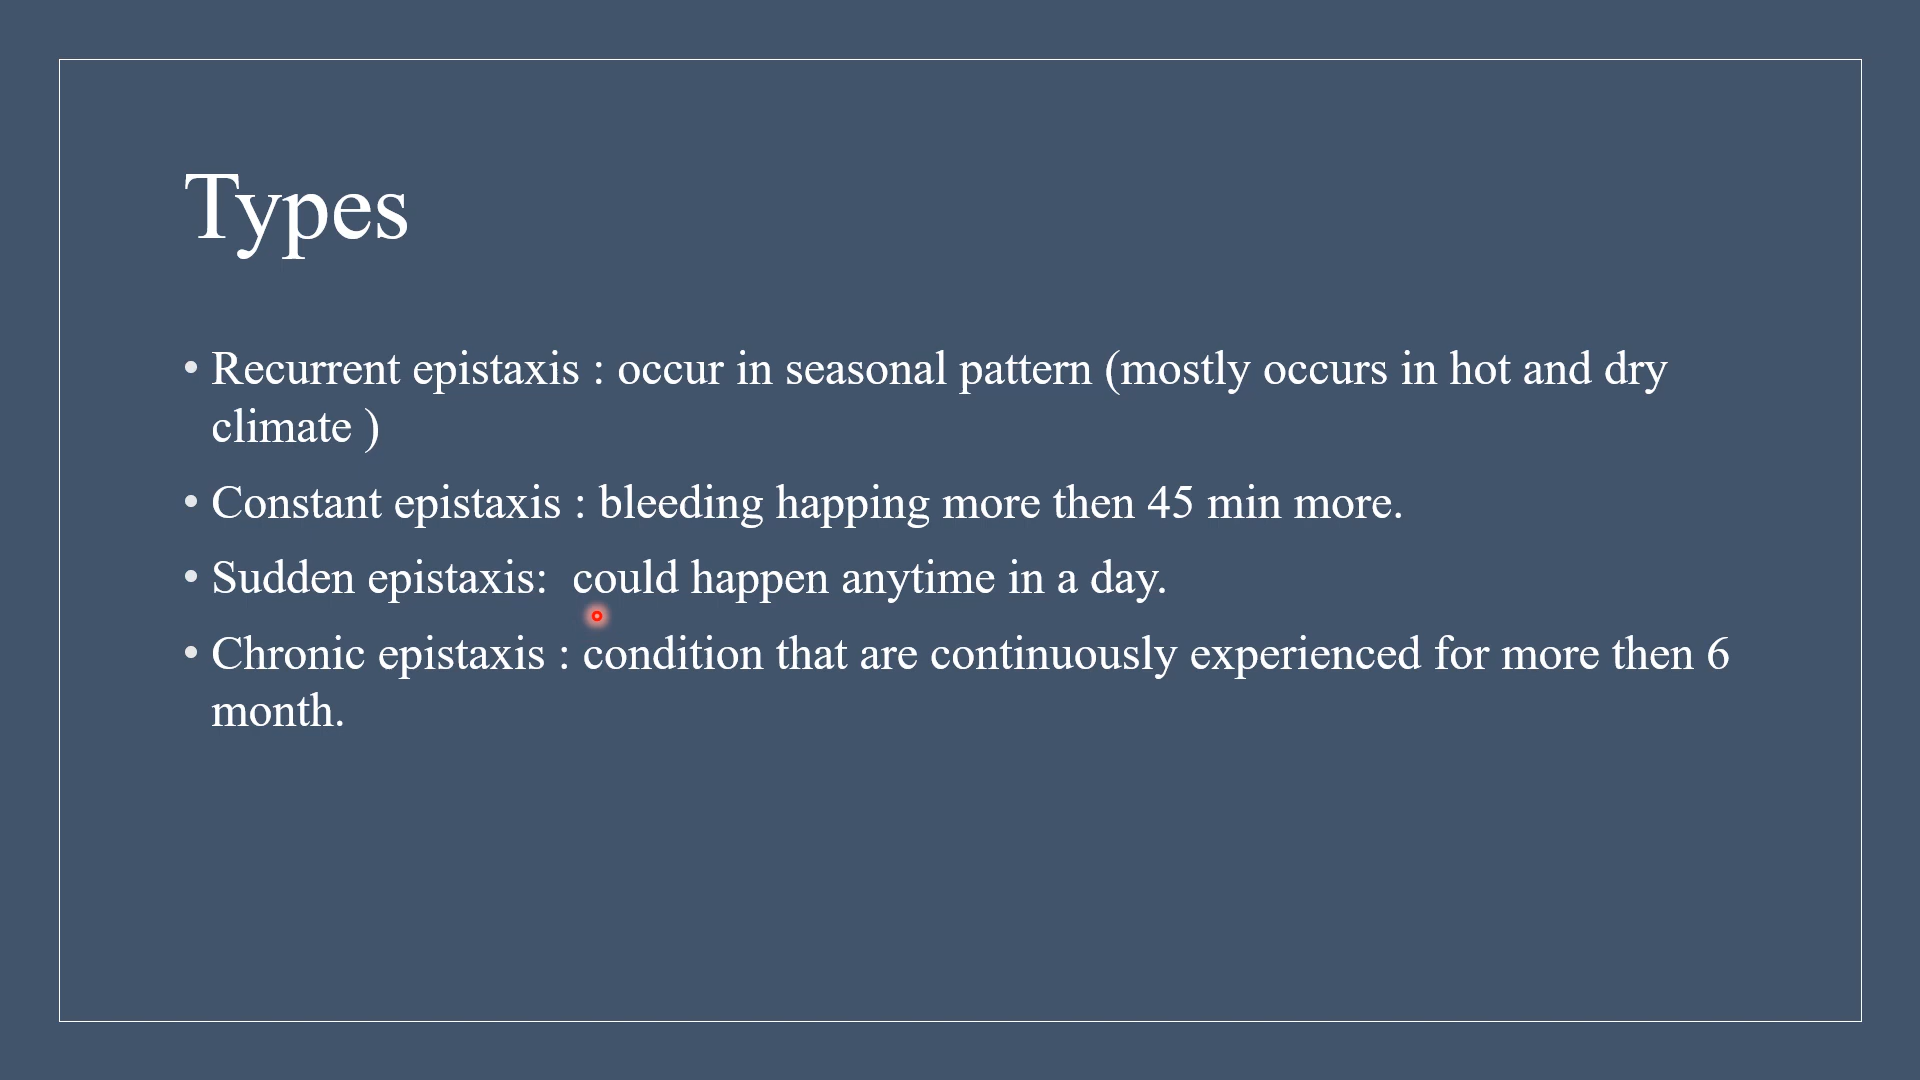 Types
• Recurrent epistaxis : occur in seasonal pattern (mostly occurs in hot and dry
climate )
• Constant epistaxis : bleeding happing more then 45 min more.
• Sudden epistaxis:  could happen anytime in a day.
• Chronic epistaxis : condition that are continuously experienced for more then 6
month.